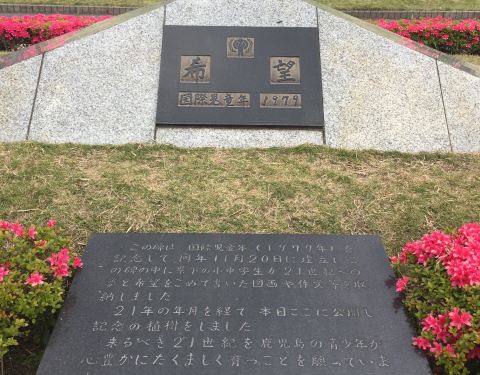 希 望
国際児童年 1979
この碑は 国際児童年(1979年)を
記念して 同年11月20日に建立しこ
の碑の中に県下の小中学生が21世紀への
夢と希望をこめて書いた図画や作文等を収
納しました
21年の年月を経て 本日ここに公開し
記念の植樹をしました
来るべき21世紀を鹿児島の青少年が
心豊かにたくましく育つことを願っていま